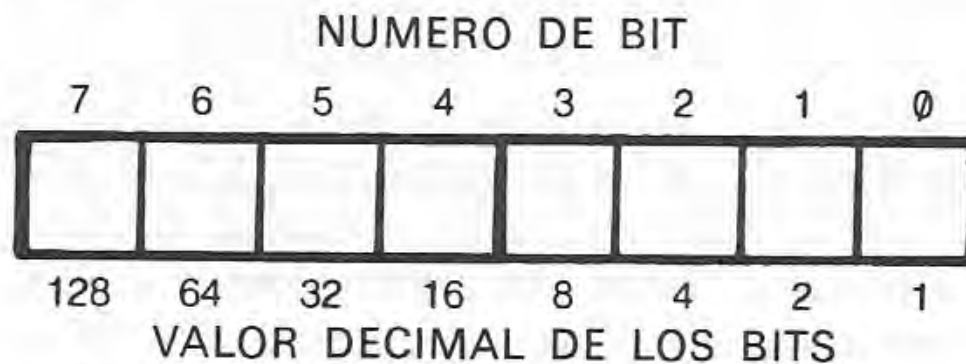 NUMERO DE BIT
7 6 5 4 3 2 1 0
128 64 32 16 8 4 2 1
VALOR DECIMAL DE LOS BITS